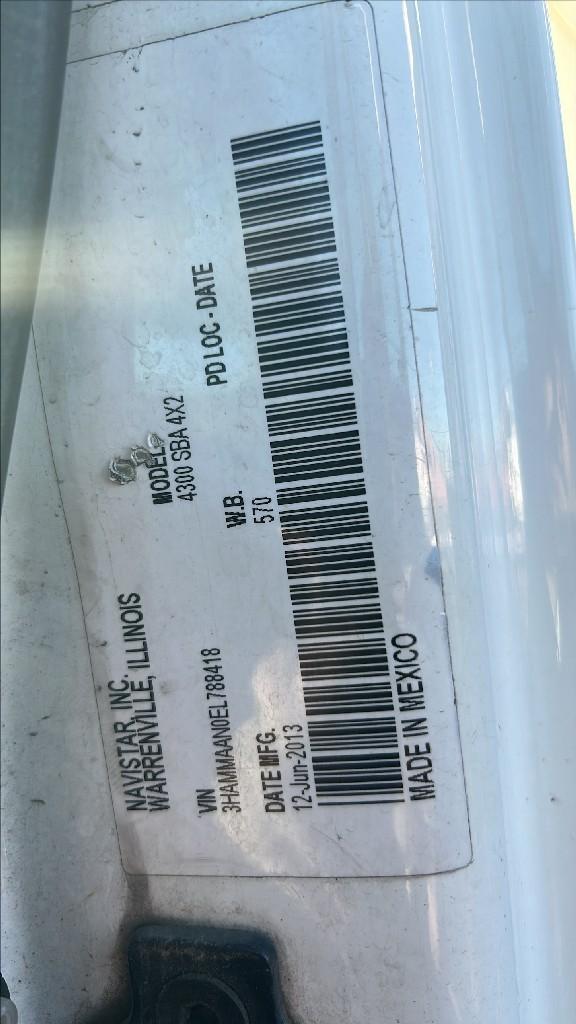 NAVISTAR, INC.
WARRENVILLE, ILLINOIS
MODEL
4300 SBA 4X2
PD LOC - DATE
VIN
3HAMMAAN0EL788418
W.B.
570
DATE MFG.
12-Jun-2013
MADE IN MEXICO